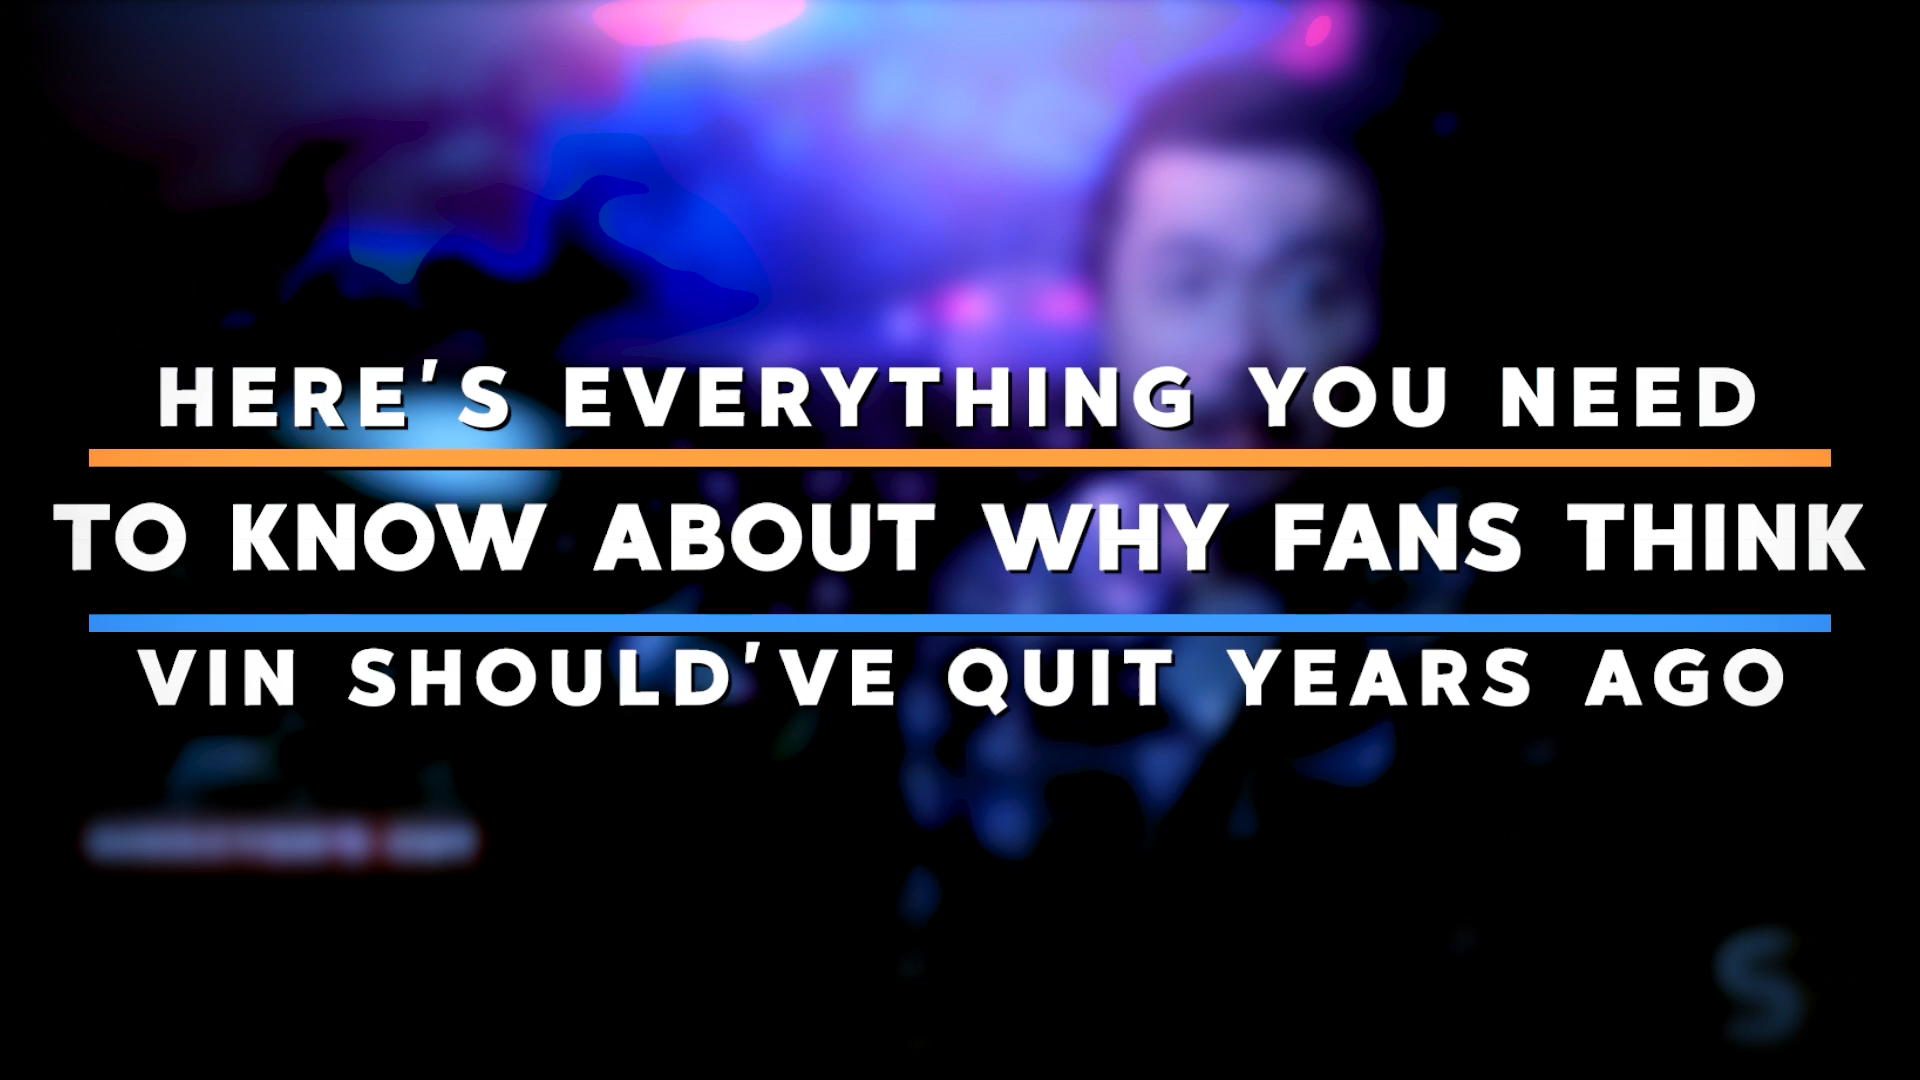 HERE'S EVERYTHING YOU NEED
TO KNOW ABOUT WHY FANS THINK
VIN SHOULD'VE QUIT YEARS AGO
S